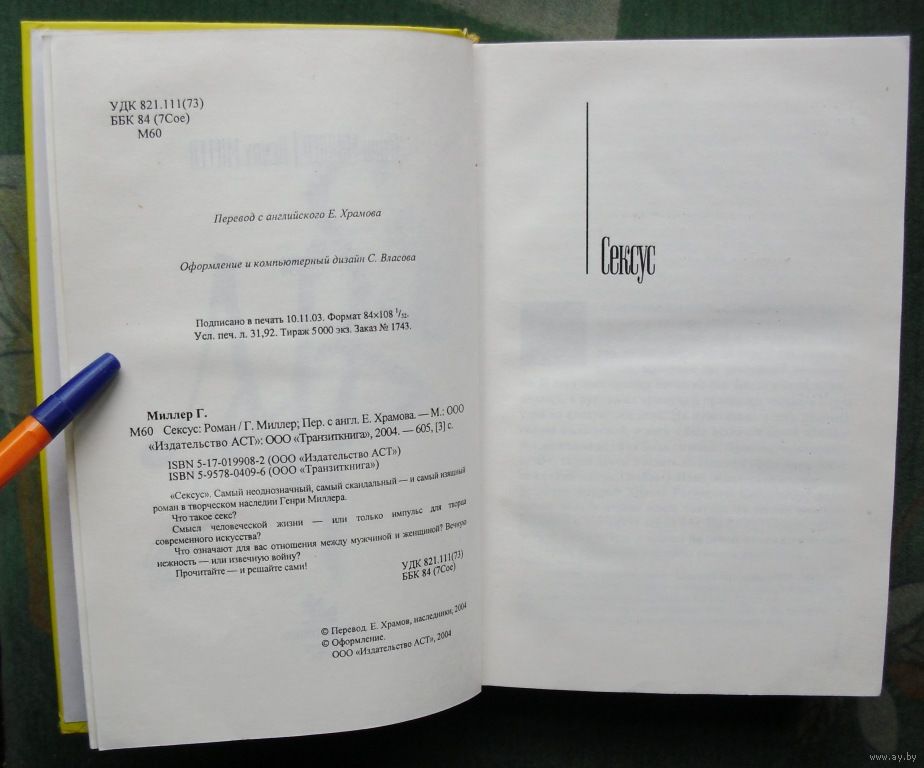 УДК 821.111(73)
ББК 84 (7Сое)
М60
Перевод с английского Е. Храмова
Оформление и компьютерный дизайн С. Власова
Подписано в печать 10.11.03. Формат 84×108 1/32.
Усл. печ. л. 31,92. Тираж 5 000 экз. Заказ № 1743.
Миллер Г.
М60 Сексус: Роман / Г. Миллер; Пер. с англ. Е. Храмова. — М.: ООО
«Издательство АСТ»: ООО «Транзиткнига», 2004. — 605, [3] с.
ISBN 5-17-019908-2 (ООО «Издательство АСТ»)
ISBN 5-9578-0409-6 (ООО «Транзиткнига»)
«Сексус». Самый неоднозначный, самый скандальный — и самый изящный
роман в творческом наследии Генри Миллера.
Что такое секс?
Смысл человеческой жизни — или только импульс для творца
современного искусства?
Что означают для вас отношения между мужчиной и женщиной? Вечную
нежность — или извечную войну?
Прочитайте — и решайте сами!
УДК 821.111(73)
ББК 84 (7Сое)
© Перевод. Е. Храмов, наследники, 2004
© Оформление.
ООО «Издательство АСТ», 2004
Сексус
www.ay.by